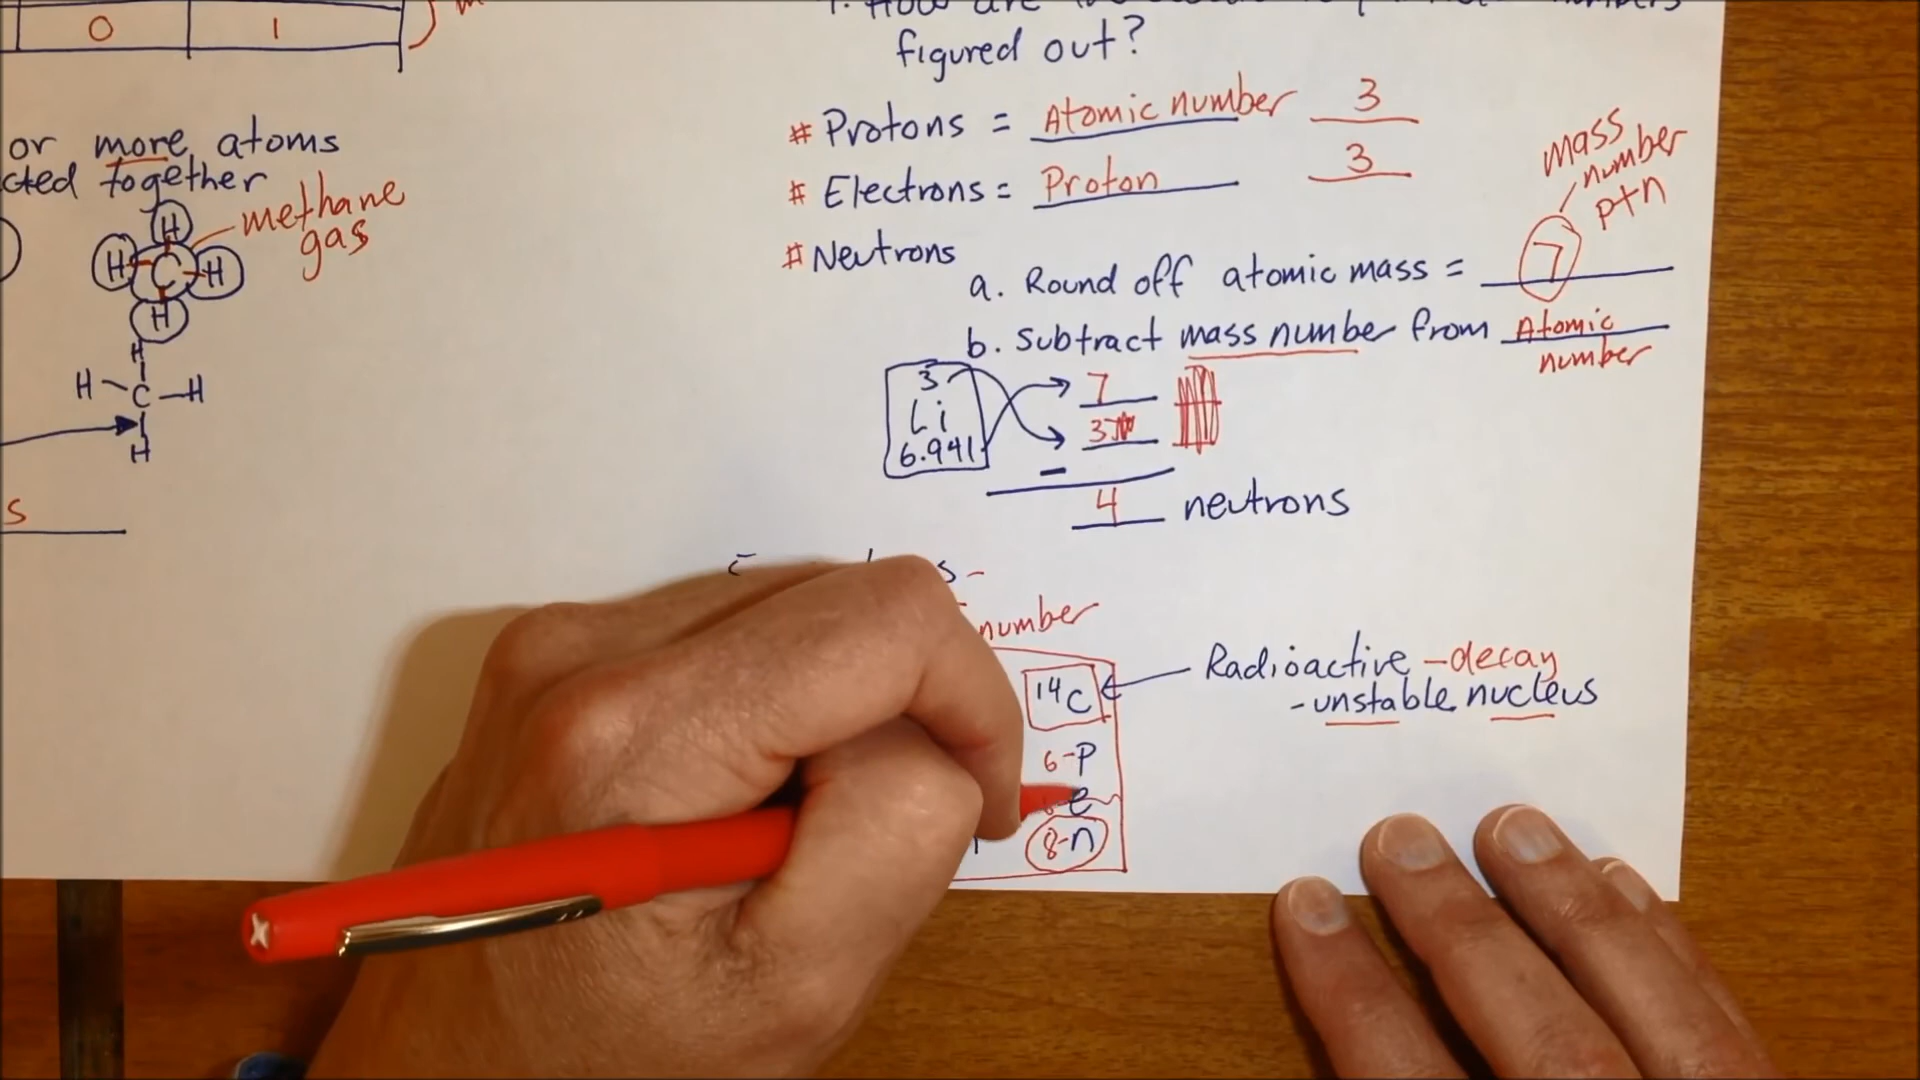 0 1
or more atoms
cted together
methane
gas
H
H C H
H
H
H-C-H
H
s
figured out?
# Protons = Atomic number 3
# Electrons = Proton 3
# Neutrons
mass
number
p+n
a. Round off atomic mass = 7
b. Subtract mass number from Atomic
number
3
Li
6.941
7
3
- 
4 neutrons
number
14C
Radioactive -decay
-unstable nucleus
6-p
e
8-n